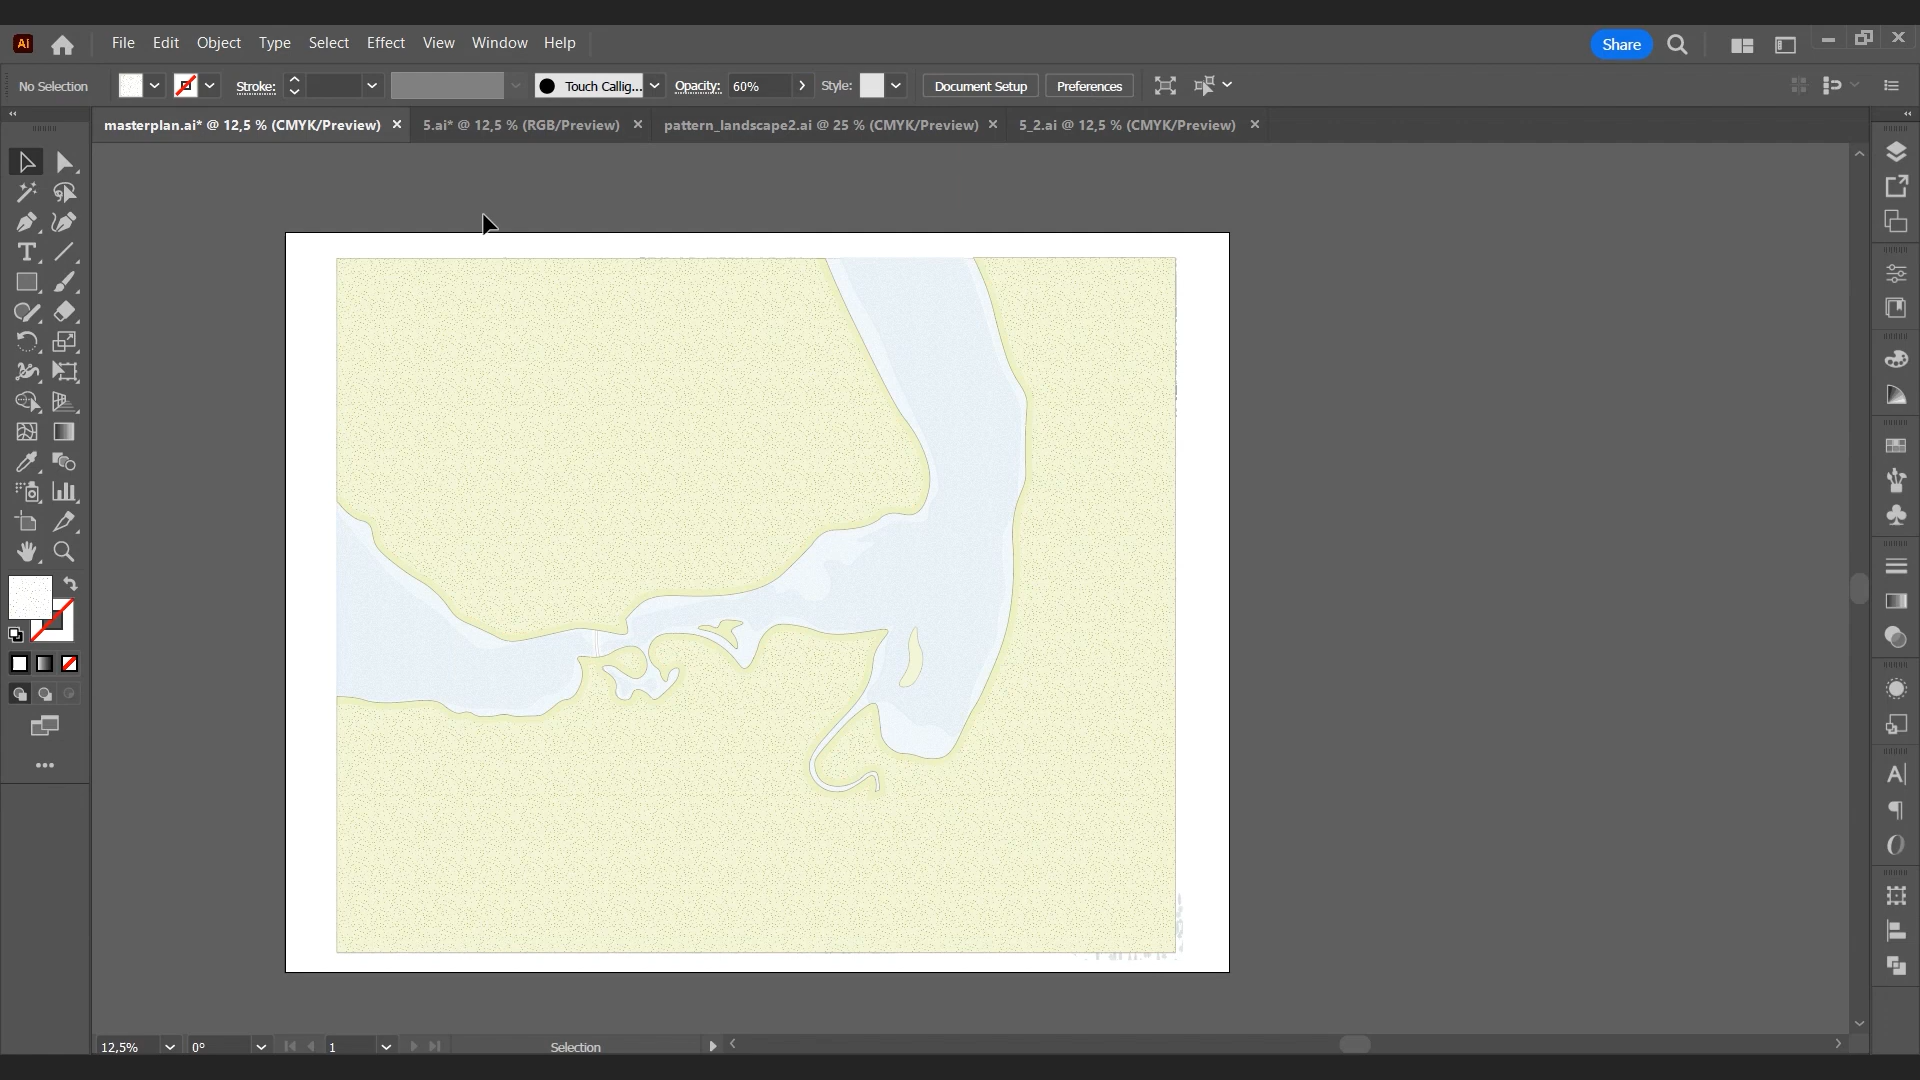 Ai File Edit Object Type Select Effect View Window Help Share
No Selection Stroke: Touch Callig... Opacity: 60% Style: Document Setup Preferences
masterplan.ai* @ 12,5 % (CMYK/Preview) 5.ai* @ 12,5 % (RGB/Preview) pattern_landscape2.ai @ 25 % (CMYK/Preview) 5_2.ai @ 12,5 % (CMYK/Preview)
12,5% 0° 1 Selection